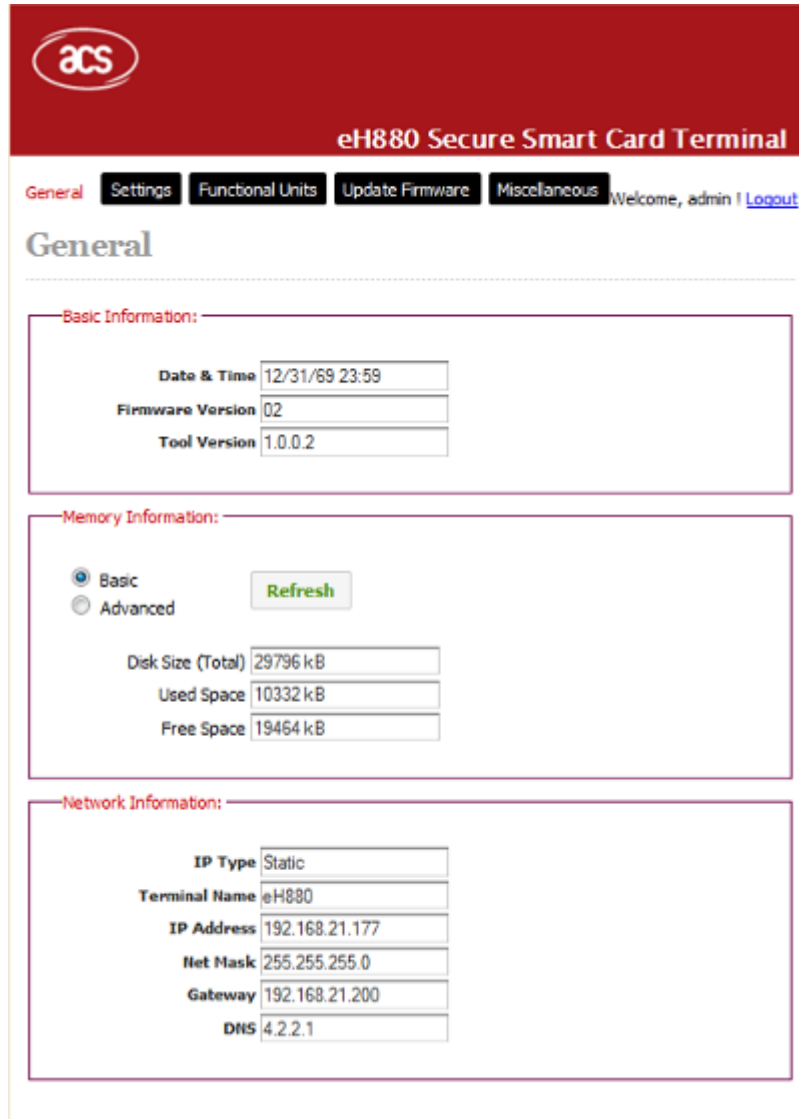 acs
eH880 Secure Smart Card Terminal
General Settings Functional Units Update Firmware Miscellaneous Welcome, admin ! Logout
General
Basic Information:
Date & Time 12/31/69 23:59
Firmware Version 02
Tool Version 1.0.0.2
Memory Information:
Basic
Refresh
Advanced
Disk Size (Total) 29796 kB
Used Space 10332 kB
Free Space 19464 kB
Network Information:
IP Type Static
Terminal Name eH880
IP Address 192.168.21.177
Net Mask 255.255.255.0
Gateway 192.168.21.200
DNS 4.2.2.1